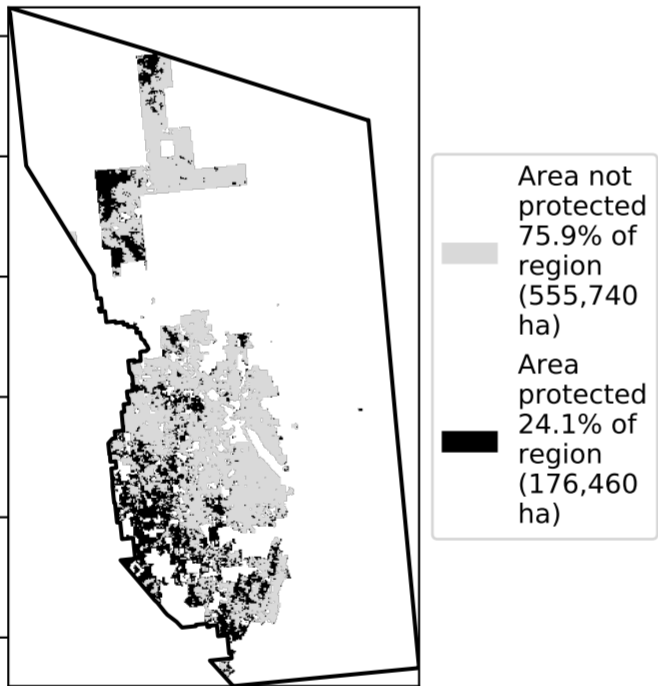 Area not
protected
75.9% of
region
(555,740
ha)
Area
protected
24.1% of
region
(176,460
ha)